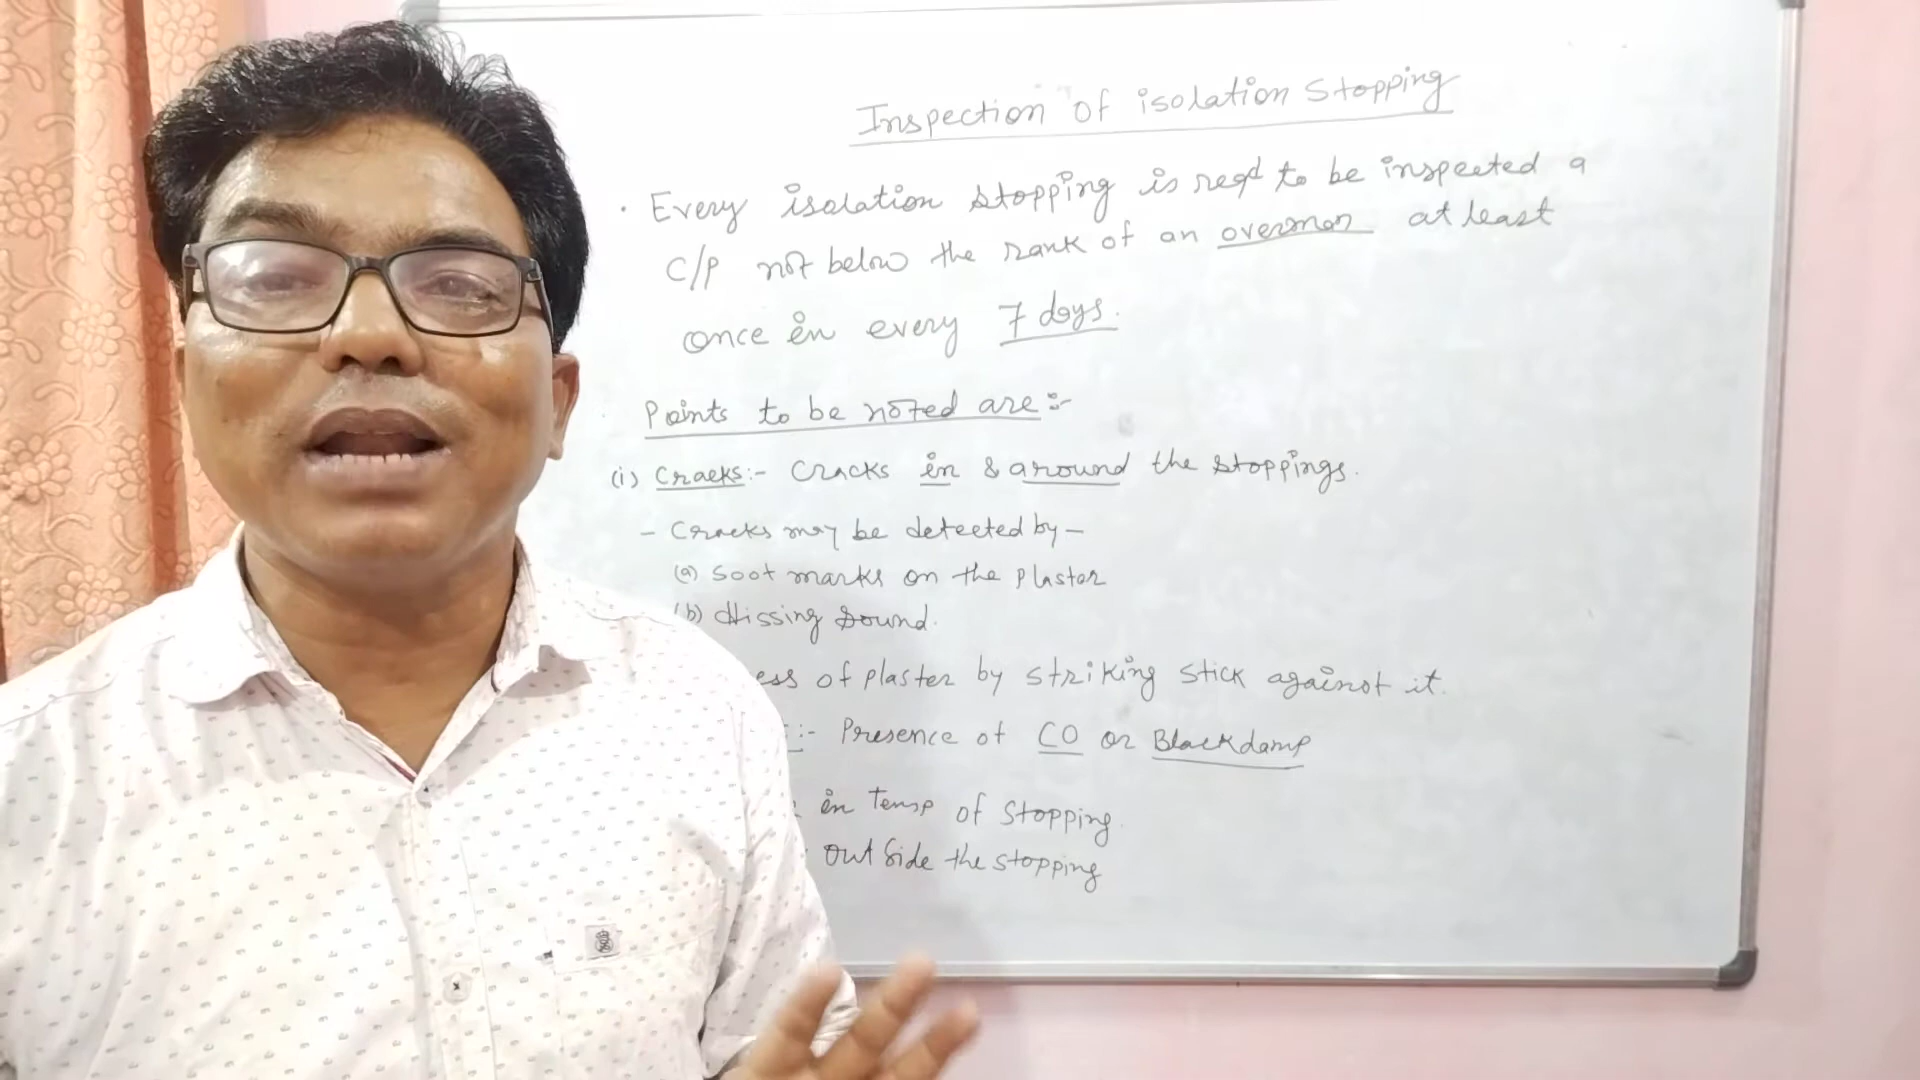 Inspection of isolation Stopping
• Every isolation stopping is reqd to be inspected a
C/P not below the rank of an overman at least
once in every 7 days.
Points to be noted are :-
(i) Cracks:- Cracks in & around the stoppings.
- Cracks may be detected by -
(a) Soot marks on the plaster
(b) Hissing sound.
ess of plaster by striking stick against it.
:- Presence of CO or Blackdamp
in Temp of Stopping.
outside the stopping